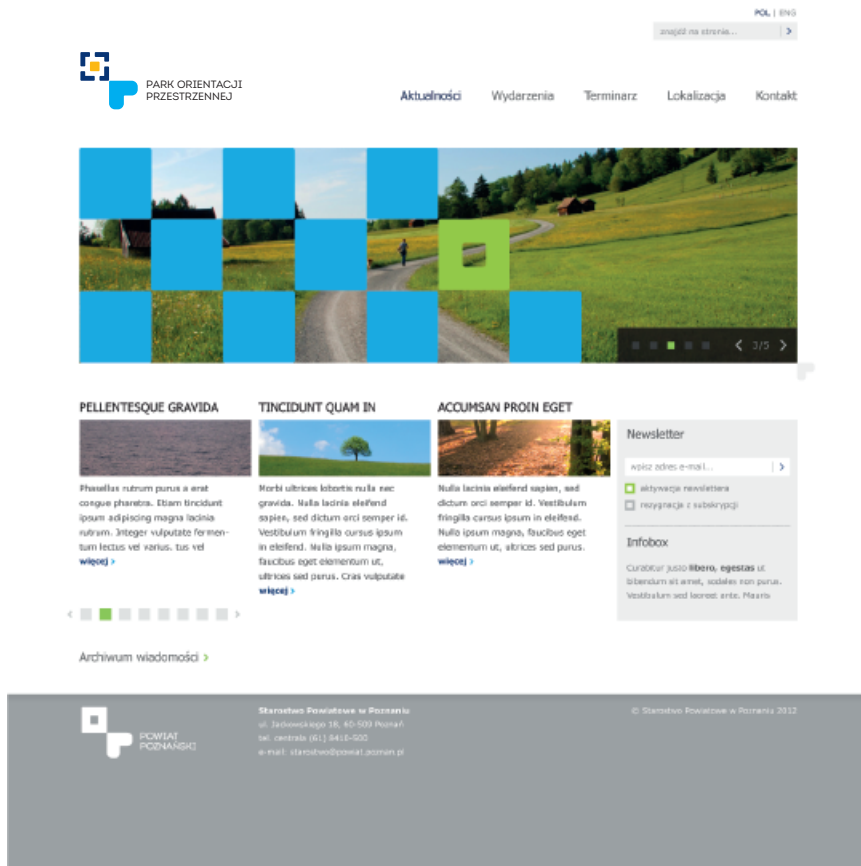 POL | ENG
znajdź na stronie...
PARK ORIENTACJI
PRZESTRZENNEJ
Aktualności Wydarzenia Terminarz Lokalizacja Kontakt
3/5
PELLENTESQUE GRAVIDA
Phasellus rutrum purus a erat
congue pharetra. Etiam tincidunt
ipsum adipiscing magna lacinia
rutrum. Integer vulputate fermen-
tum lectus vel varius. tus vel
więcej ›
TINCIDUNT QUAM IN
Morbi ultrices lobortis nulla nec
gravida. Nulla lacinia eleifend
sapien, sed dictum orci semper id.
Vestibulum fringilla cursus ipsum
in eleifend. Nulla ipsum magna,
faucibus eget elementum ut,
ultrices sed purus. Cras vulputate
więcej ›
ACCUMSAN PROIN EGET
Nulla lacinia eleifend sapien, sed
dictum orci semper id. Vestibulum
fringilla cursus ipsum in eleifend.
Nulla ipsum magna, faucibus eget
elementum ut, ultrices sed purus.
więcej ›
Newsletter
wpisz adres e-mail...
aktywacja newslettera
rezygnacja z subskrypcji
Infobox
Curabitur justo libero, egestas ut
bibendum sit amet, sodales non purus.
Vestibulum sed laoreet ante. Mauris
Archiwum wiadomości ›
POWIAT
POZNAŃSKI
Starostwo Powiatowe w Poznaniu
ul. Jackowskiego 18, 60-509 Poznań
tel. centrala (61) 8410-500
e-mail: starostwo@powiat.poznan.pl
© Starostwo Powiatowe w Poznaniu 2012